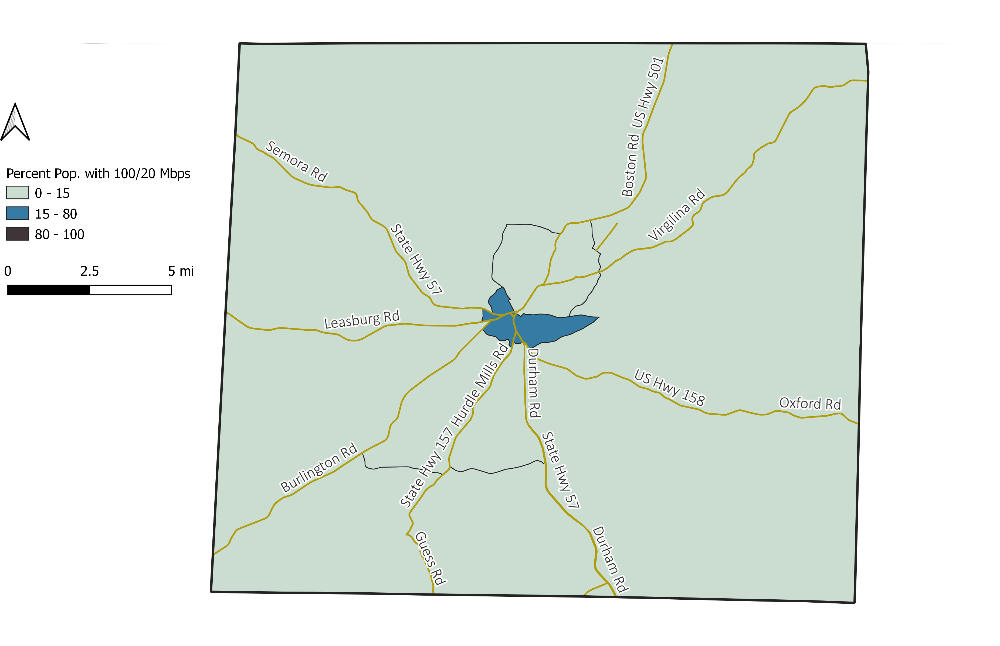 Percent Pop. with 100/20 Mbps
0 - 15
15 - 80
80 - 100
0 2.5 5 mi
US Hwy 501
Boston Rd
Semora Rd
Virgilina Rd
State Hwy 57
Leasburg Rd
Hurdle Mills Rd
Durham Rd
US Hwy 158
Oxford Rd
State Hwy 157
State Hwy 57
Burlington Rd
Guess Rd
Durham Rd